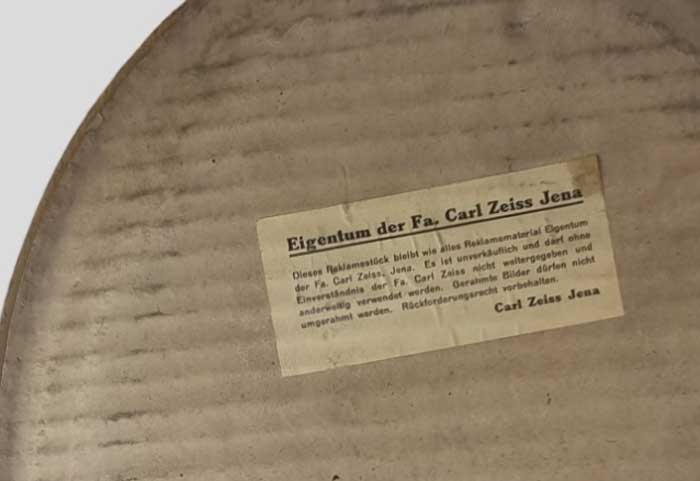 Eigentum der Fa. Carl Zeiss Jena
Dieses Reklamestück bleibt wie alles Reklamematerial Eigentum
der Fa. Carl Zeiss, Jena. Es ist unverkäuflich und darf ohne
Einverständnis der Fa. Carl Zeiss nicht weitergegeben und
anderweitig verwendet werden. Gerahmte Bilder dürfen nicht
umgerahmt werden. Rückforderungsrecht vorbehalten.
Carl Zeiss Jena